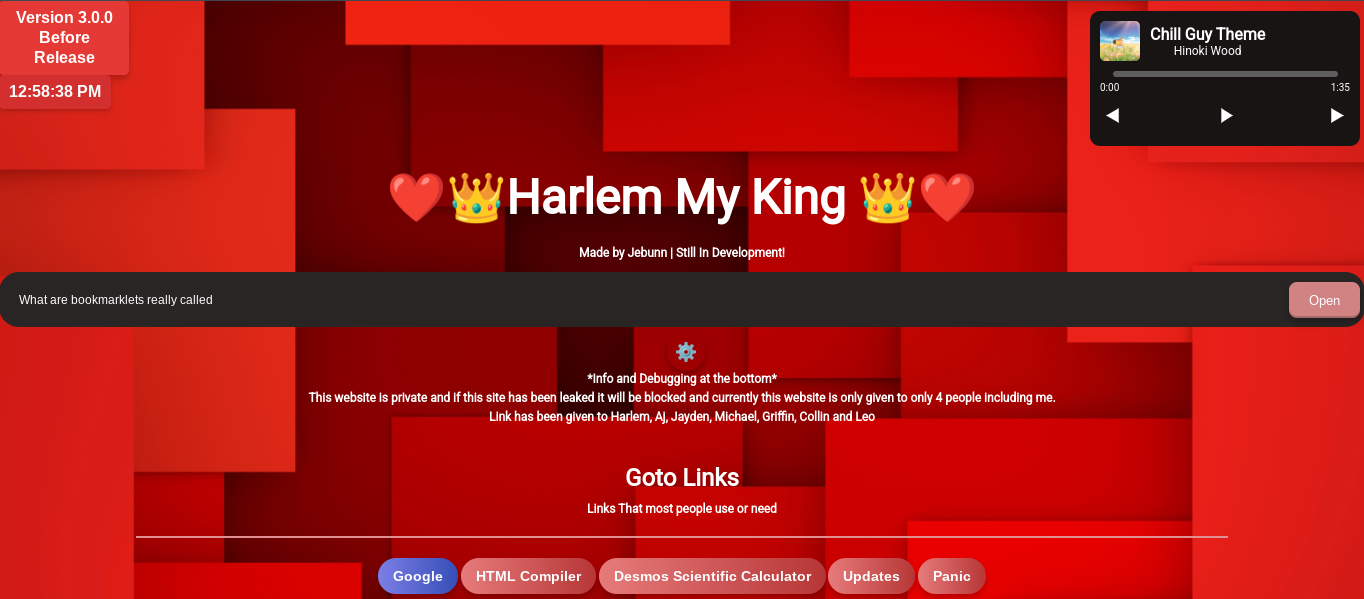 Version 3.0.0
Before
Release
12:58:38 PM
Chill Guy Theme
Hinoki Wood
0:00
1:35
❤️👑Harlem My King 👑❤️
Made by Jebunn | Still In Development!
What are bookmarklets really called
Open
*Info and Debugging at the bottom*
This website is private and if this site has been leaked it will be blocked and currently this website is only given to only 4 people including me.
Link has been given to Harlem, Aj, Jayden, Michael, Griffin, Collin and Leo
Goto Links
Links That most people use or need
Google
HTML Compiler
Desmos Scientific Calculator
Updates
Panic